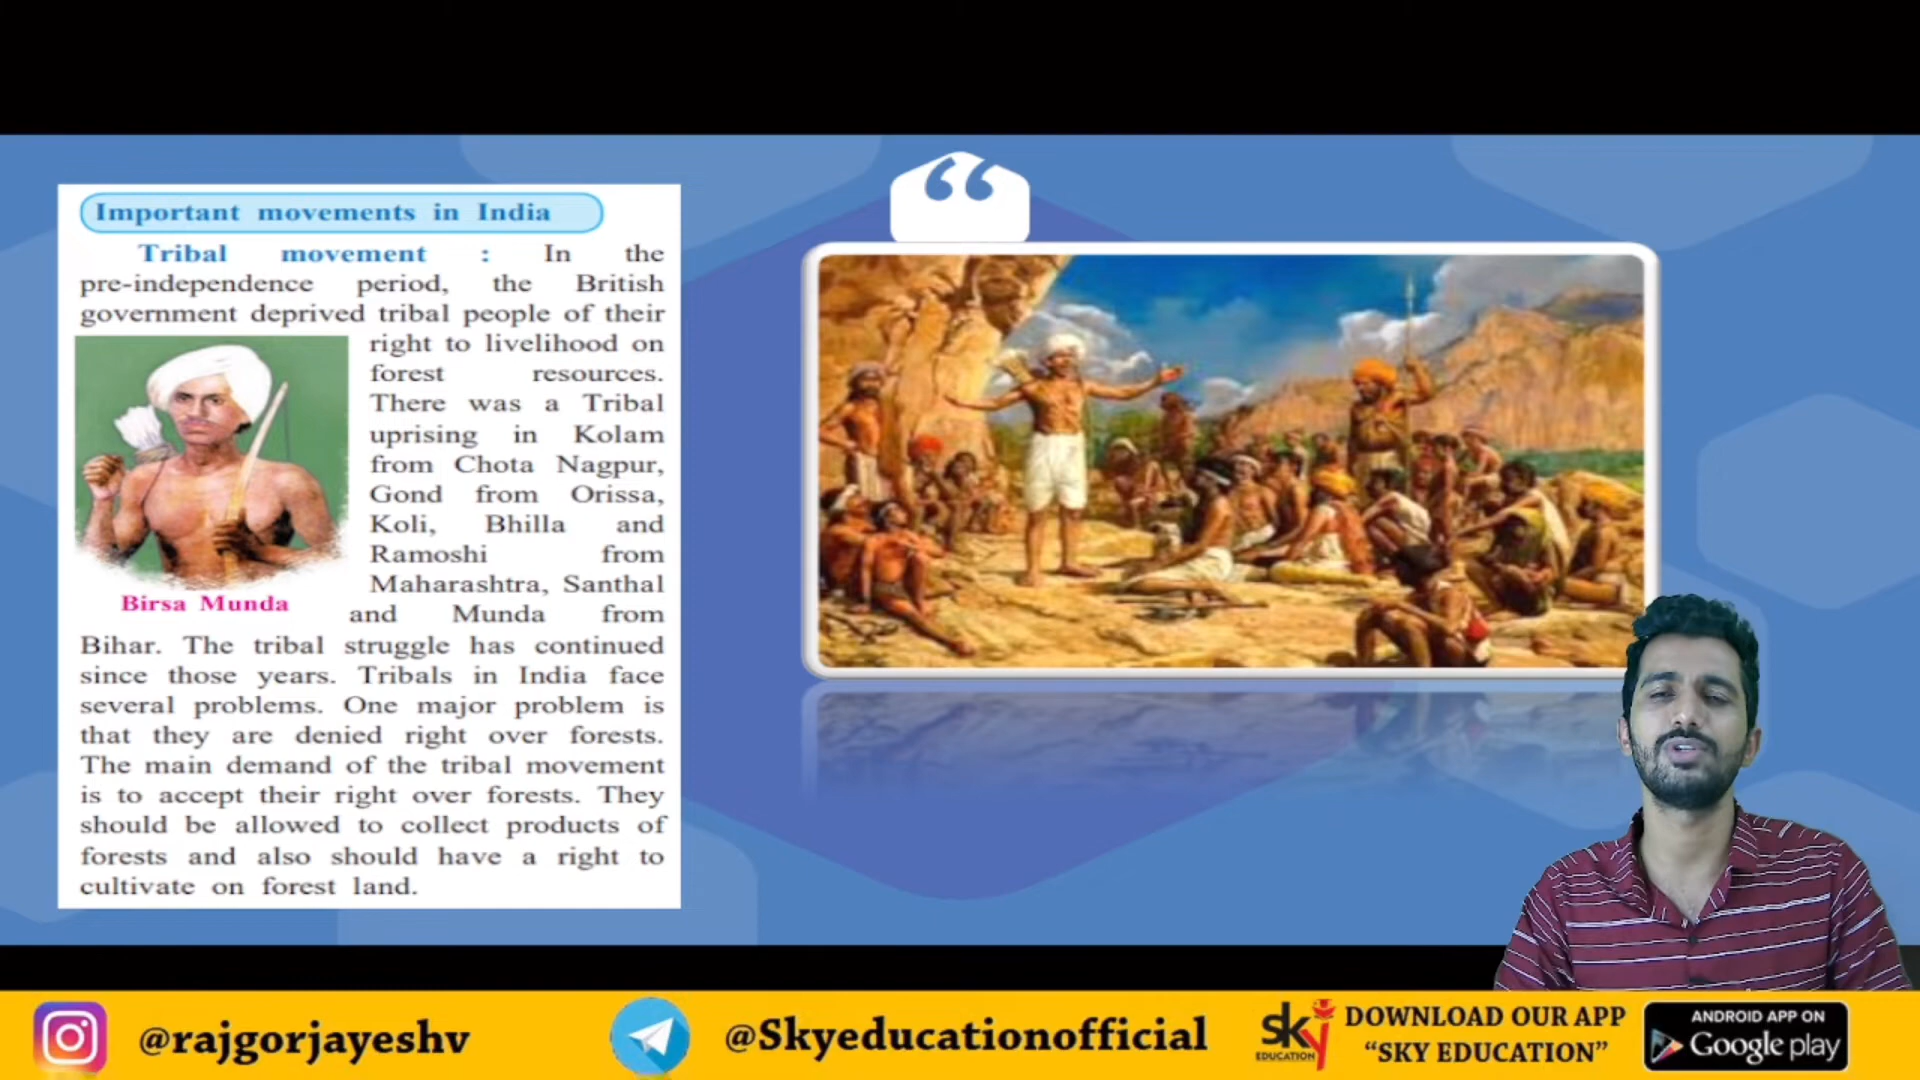 Important movements in India
Tribal movement : In the
pre-independence period, the British
government deprived tribal people of their
right to livelihood on
forest resources.
There was a Tribal
uprising in Kolam
from Chota Nagpur,
Gond from Orissa,
Koli, Bhilla and
Ramoshi from
Maharashtra, Santhal
and Munda from
Birsa Munda
Bihar. The tribal struggle has continued
since those years. Tribals in India face
several problems. One major problem is
that they are denied right over forests.
The main demand of the tribal movement
is to accept their right over forests. They
should be allowed to collect products of
forests and also should have a right to
cultivate on forest land.
“
@rajgorjayeshv
@Skyeducationofficial
sky
EDUCATION
DOWNLOAD OUR APP
“SKY EDUCATION”
ANDROID APP ON
Google play